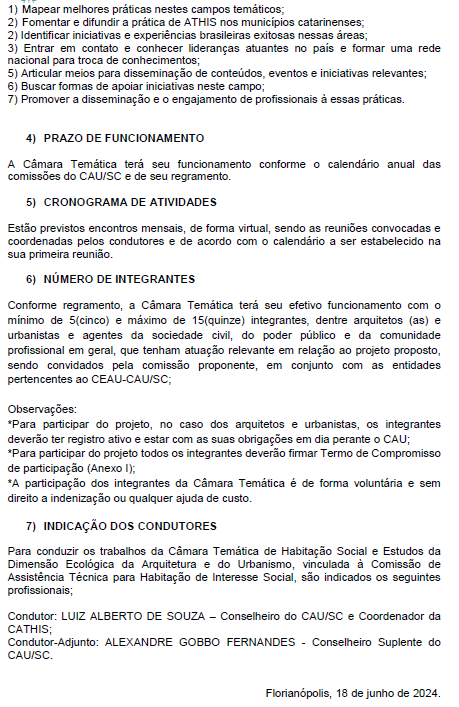 1) Mapear melhores práticas nestes campos temáticos;
2) Fomentar e difundir a prática de ATHIS nos municípios catarinenses;
2) Identificar iniciativas e experiências brasileiras exitosas nessas áreas;
3) Entrar em contato e conhecer lideranças atuantes no país e formar uma rede
nacional para troca de conhecimentos;
5) Articular meios para disseminação de conteúdos, eventos e iniciativas relevantes;
6) Buscar formas de apoiar iniciativas neste campo;
7) Promover a disseminação e o engajamento de profissionais à essas práticas.
4) PRAZO DE FUNCIONAMENTO
A Câmara Temática terá seu funcionamento conforme o calendário anual das
comissões do CAU/SC e de seu regramento.
5) CRONOGRAMA DE ATIVIDADES
Estão previstos encontros mensais, de forma virtual, sendo as reuniões convocadas e
coordenadas pelos condutores e de acordo com o calendário a ser estabelecido na
sua primeira reunião.
6) NÚMERO DE INTEGRANTES
Conforme regramento, a Câmara Temática terá seu efetivo funcionamento com o
mínimo de 5(cinco) e máximo de 15(quinze) integrantes, dentre arquitetos (as) e
urbanistas e agentes da sociedade civil, do poder público e da comunidade
profissional em geral, que tenham atuação relevante em relação ao projeto proposto,
sendo convidados pela comissão proponente, em conjunto com as entidades
pertencentes ao CEAU-CAU/SC;
Observações:
*Para participar do projeto, no caso dos arquitetos e urbanistas, os integrantes
deverão ter registro ativo e estar com as suas obrigações em dia perante o CAU;
*Para participar do projeto todos os integrantes deverão firmar Termo de Compromisso
de participação (Anexo I);
*A participação dos integrantes da Câmara Temática é de forma voluntária e sem
direito a indenização ou qualquer ajuda de custo.
7) INDICAÇÃO DOS CONDUTORES
Para conduzir os trabalhos da Câmara Temática de Habitação Social e Estudos da
Dimensão Ecológica da Arquitetura e do Urbanismo, vinculada à Comissão de
Assistência Técnica para Habitação de Interesse Social, são indicados os seguintes
profissionais;
Condutor: LUIZ ALBERTO DE SOUZA – Conselheiro do CAU/SC e Coordenador da
CATHIS;
Condutor-Adjunto: ALEXANDRE GOBBO FERNANDES - Conselheiro Suplente do
CAU/SC.
Florianópolis, 18 de junho de 2024.